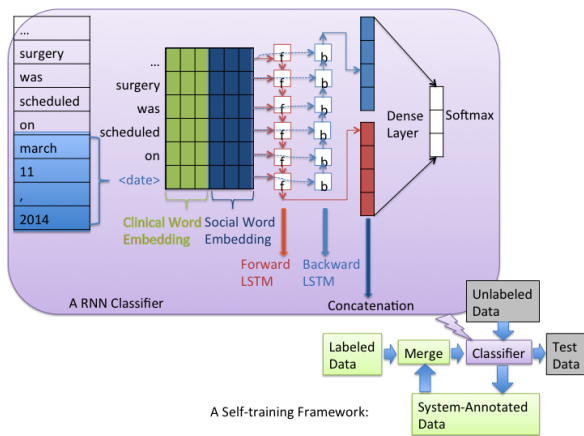 ...
surgery
was
scheduled
on
march
11
,
2014
...
surgery
was
scheduled
on
<date>
f
f
f
f
f
f
b
b
b
b
b
b
Dense
Layer
Softmax
Clinical Word
Embedding
Social Word
Embedding
Forward
LSTM
Backward
LSTM
Concatenation
A RNN Classifier
Unlabeled
Data
Labeled
Data
Merge
Classifier
Test
Data
System-Annotated
Data
A Self-training Framework: